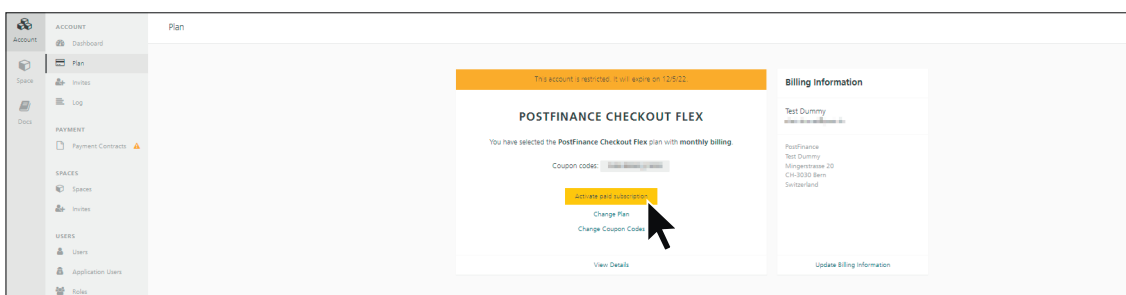 Account
Space
Docs
ACCOUNT
Dashboard
Plan
Invites
Log
PAYMENT
Payment Contracts
SPACES
Spaces
Invites
USERS
Users
Application Users
Roles
Plan
This account is restricted. It will expire on 12/5/22.
POSTFINANCE CHECKOUT FLEX
You have selected the PostFinance Checkout Flex plan with monthly billing.
Coupon codes:
Activate paid subscription
Change Plan
Change Coupon Codes
View Details
Billing Information
Test Dummy
PostFinance
Test Dummy
Mingerstrasse 20
CH-3030 Bern
Switzerland
Update Billing Information